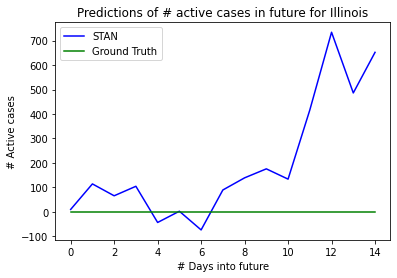 Predictions of # active cases in future for Illinois
STAN
Ground Truth
# Active cases
700
600
500
400
300
200
100
0
−100
0 2 4 6 8 10 12 14
# Days into future